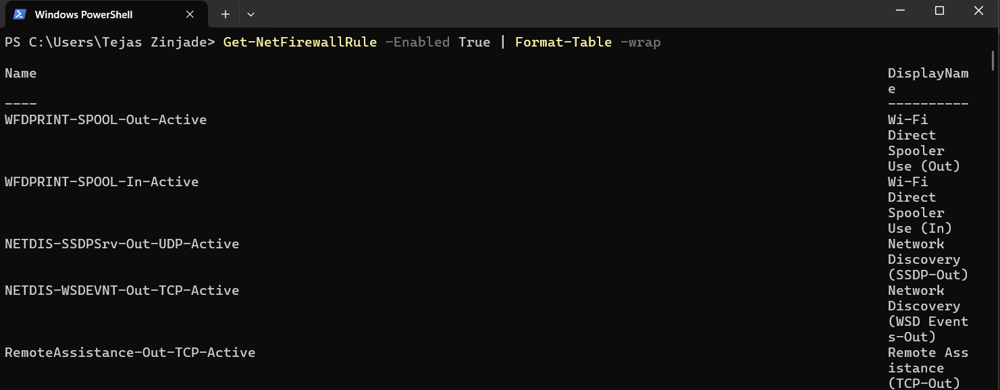 Windows PowerShell
PS C:\Users\Tejas Zinjade> Get-NetFirewallRule -Enabled True | Format-Table -wrap
Name DisplayNam
e
---- ----------
WFDPRINT-SPOOL-Out-Active Wi-Fi
Direct
Spooler
Use (Out)
WFDPRINT-SPOOL-In-Active Wi-Fi
Direct
Spooler
Use (In)
NETDIS-SSDPSrv-Out-UDP-Active Network
Discovery
(SSDP-Out)
NETDIS-WSDEVNT-Out-TCP-Active Network
Discovery
(WSD Event
s-Out)
RemoteAssistance-Out-TCP-Active Remote Ass
istance
(TCP-Out)